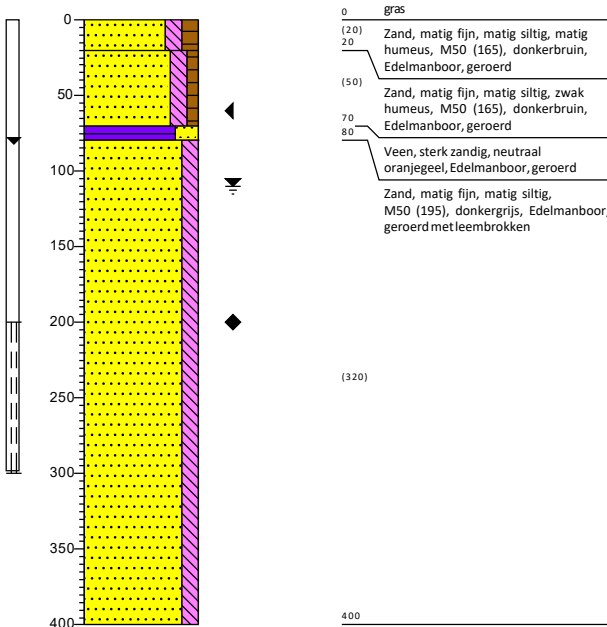 0
50
100
150
200
250
300
350
400
0
gras
(20)
20
Zand, matig fijn, matig siltig, matig
humeus, M50 (165), donkerbruin,
Edelmanboor, geroerd
(50)
70
Zand, matig fijn, matig siltig, zwak
humeus, M50 (165), donkerbruin,
Edelmanboor, geroerd
80
Veen, sterk zandig, neutraal
oranjegeel, Edelmanboor, geroerd
Zand, matig fijn, matig siltig,
M50 (195), donkergrijs, Edelmanboor,
geroerd met leembrokken
(320)
400